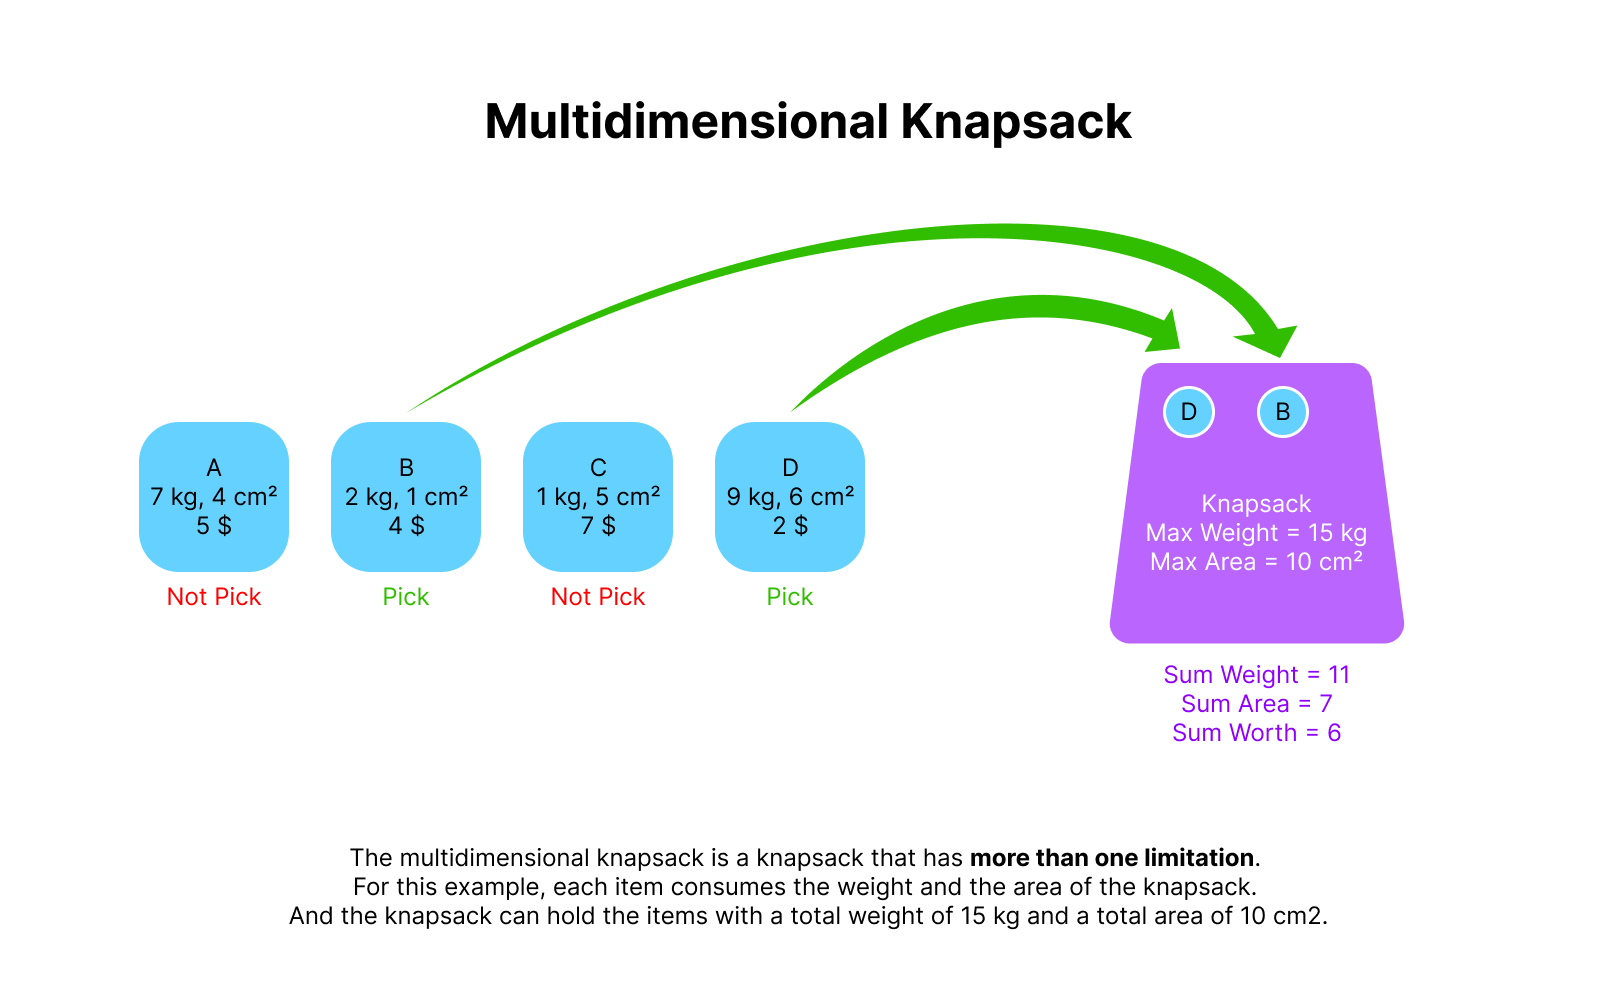 Multidimensional Knapsack
D
B
A
7 kg, 4 cm²
5 $
B
2 kg, 1 cm²
4 $
C
1 kg, 5 cm²
7 $
D
9 kg, 6 cm²
2 $
Not Pick
Pick
Not Pick
Pick
Knapsack
Max Weight = 15 kg
Max Area = 10 cm²
Sum Weight = 11
Sum Area = 7
Sum Worth = 6
The multidimensional knapsack is a knapsack that has more than one limitation.
For this example, each item consumes the weight and the area of the knapsack.
And the knapsack can hold the items with a total weight of 15 kg and a total area of 10 cm2.